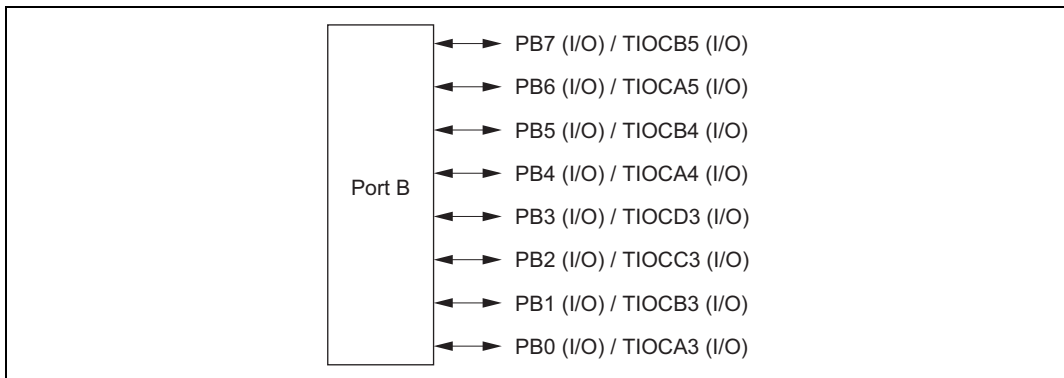 PB7 (I/O) / TIOCB5 (I/O)
PB6 (I/O) / TIOCA5 (I/O)
PB5 (I/O) / TIOCB4 (I/O)
PB4 (I/O) / TIOCA4 (I/O)
Port B
PB3 (I/O) / TIOCD3 (I/O)
PB2 (I/O) / TIOCC3 (I/O)
PB1 (I/O) / TIOCB3 (I/O)
PB0 (I/O) / TIOCA3 (I/O)